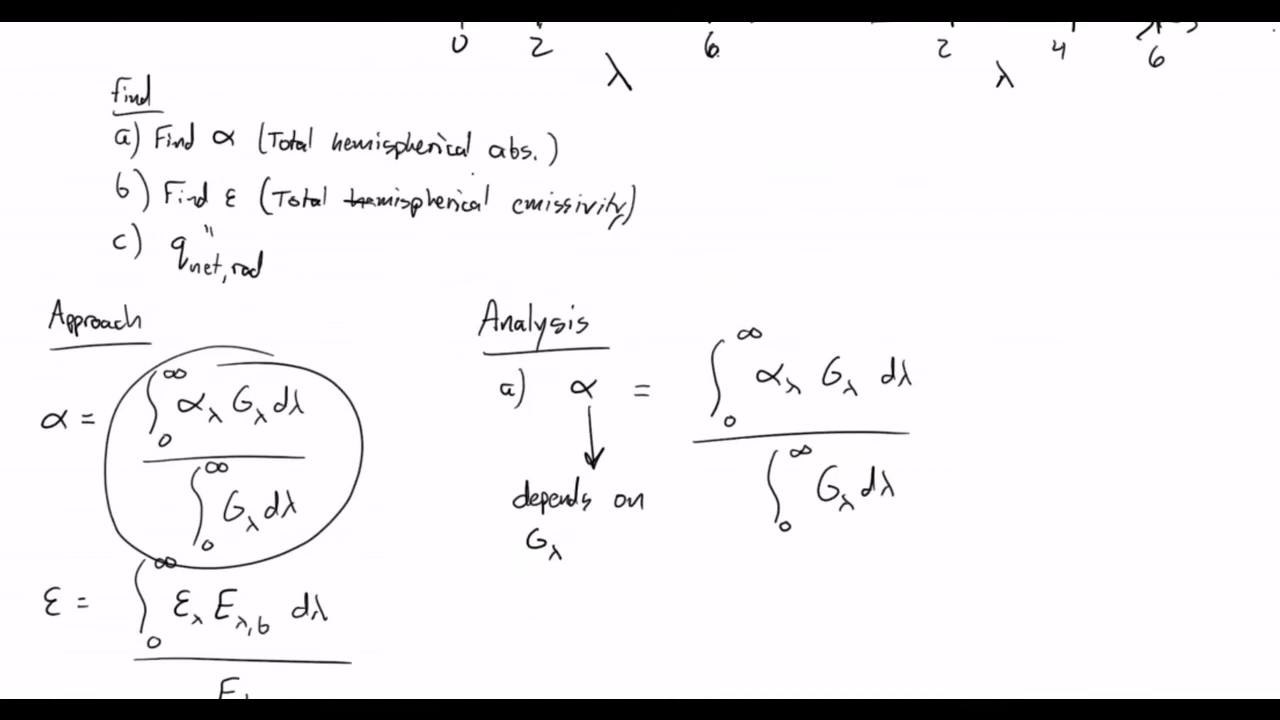 0 2 6 2 4 6
λ λ
find
a) Find α (Total hemispherical abs.)
b) Find ε (Total hemispherical emissivity)
c) q''net,rad
Approach
α = ∫₀^∞ αλ Gλ dλ
∫₀^∞ Gλ dλ
ε = ∫₀^∞ ελ Eλ,b dλ
Analysis
a) α = ∫₀^∞ αλ Gλ dλ
∫₀^∞ Gλ dλ
depends on
Gλ